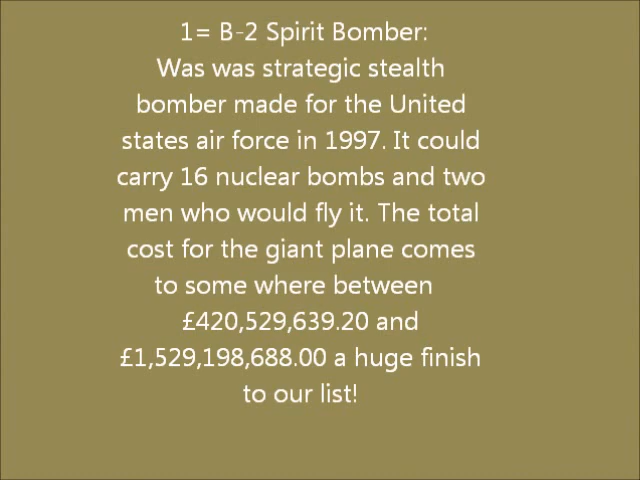 1= B-2 Spirit Bomber:
Was was strategic stealth
bomber made for the United
states air force in 1997. It could
carry 16 nuclear bombs and two
men who would fly it. The total
cost for the giant plane comes
to some where between
£420,529,639.20 and
£1,529,198,688.00 a huge finish
to our list!